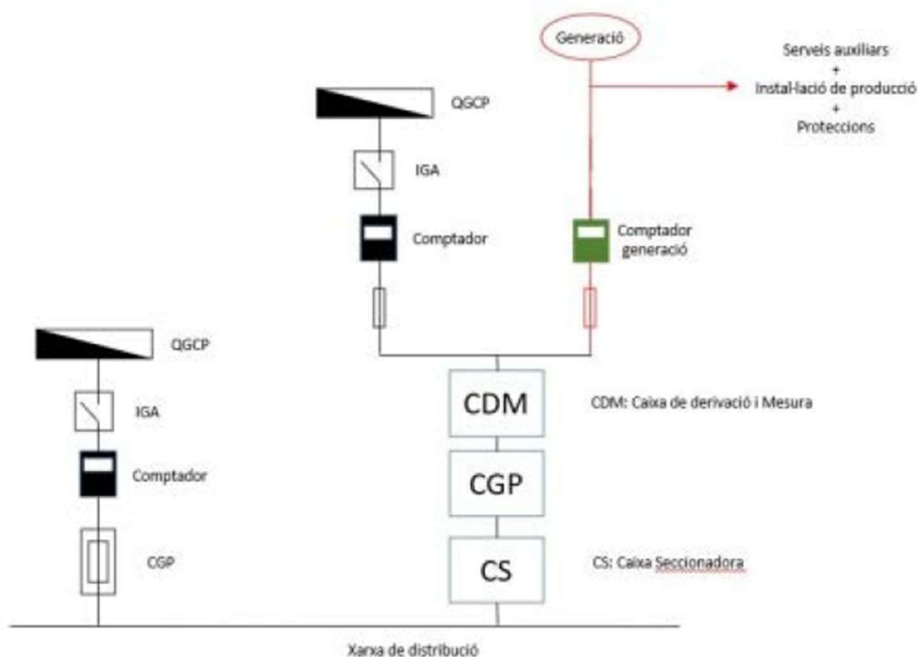 Generació
Serveis auxiliars
+
Instal·lació de producció
+
Proteccions
QGCP
IGA
Comptador
Comptador
generació
QGCP
IGA
Comptador
CGP
CDM
CDM: Caixa de derivació i Mesura
CGP
CS
CS: Caixa Seccionadora
Xarxa de distribució